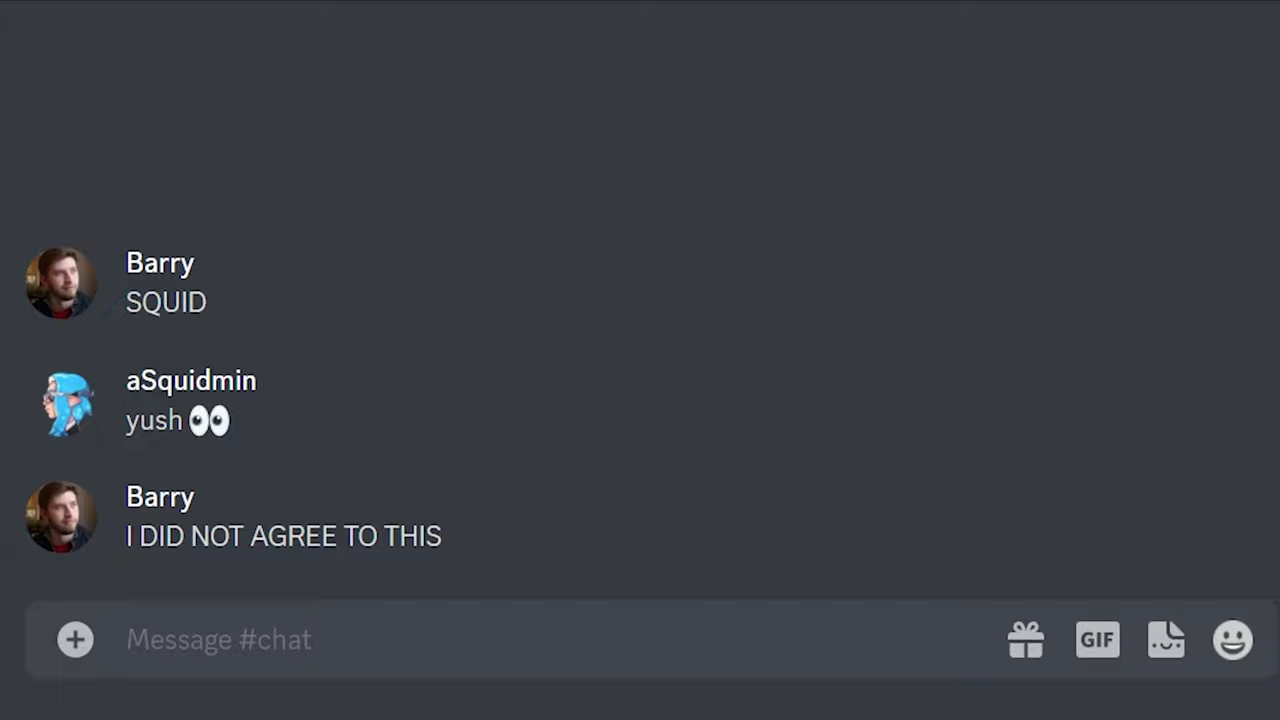 Barry
SQUID
aSquidmin
yush 👀
Barry
I DID NOT AGREE TO THIS
Message #chat
GIF